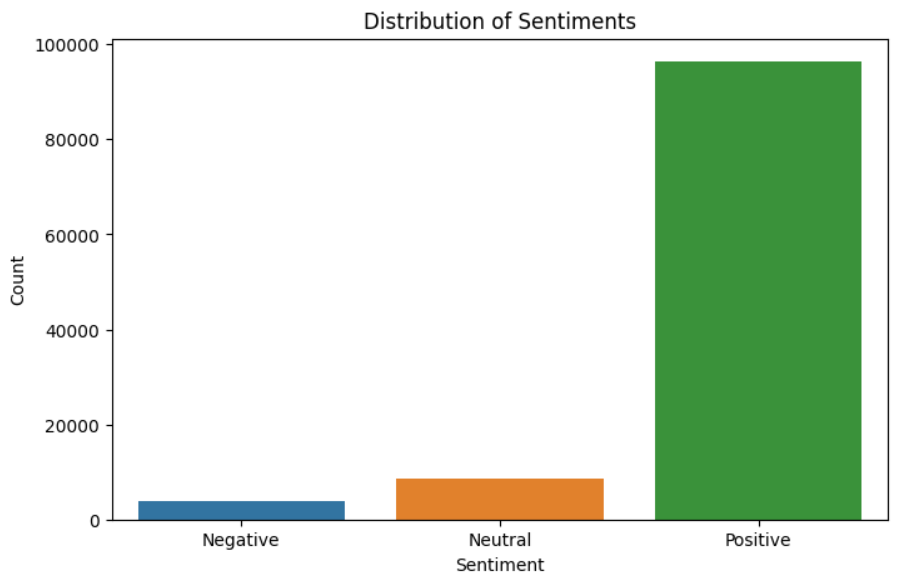 Distribution of Sentiments
100000
80000
60000
40000
20000
0
Count
Negative
Neutral
Positive
Sentiment